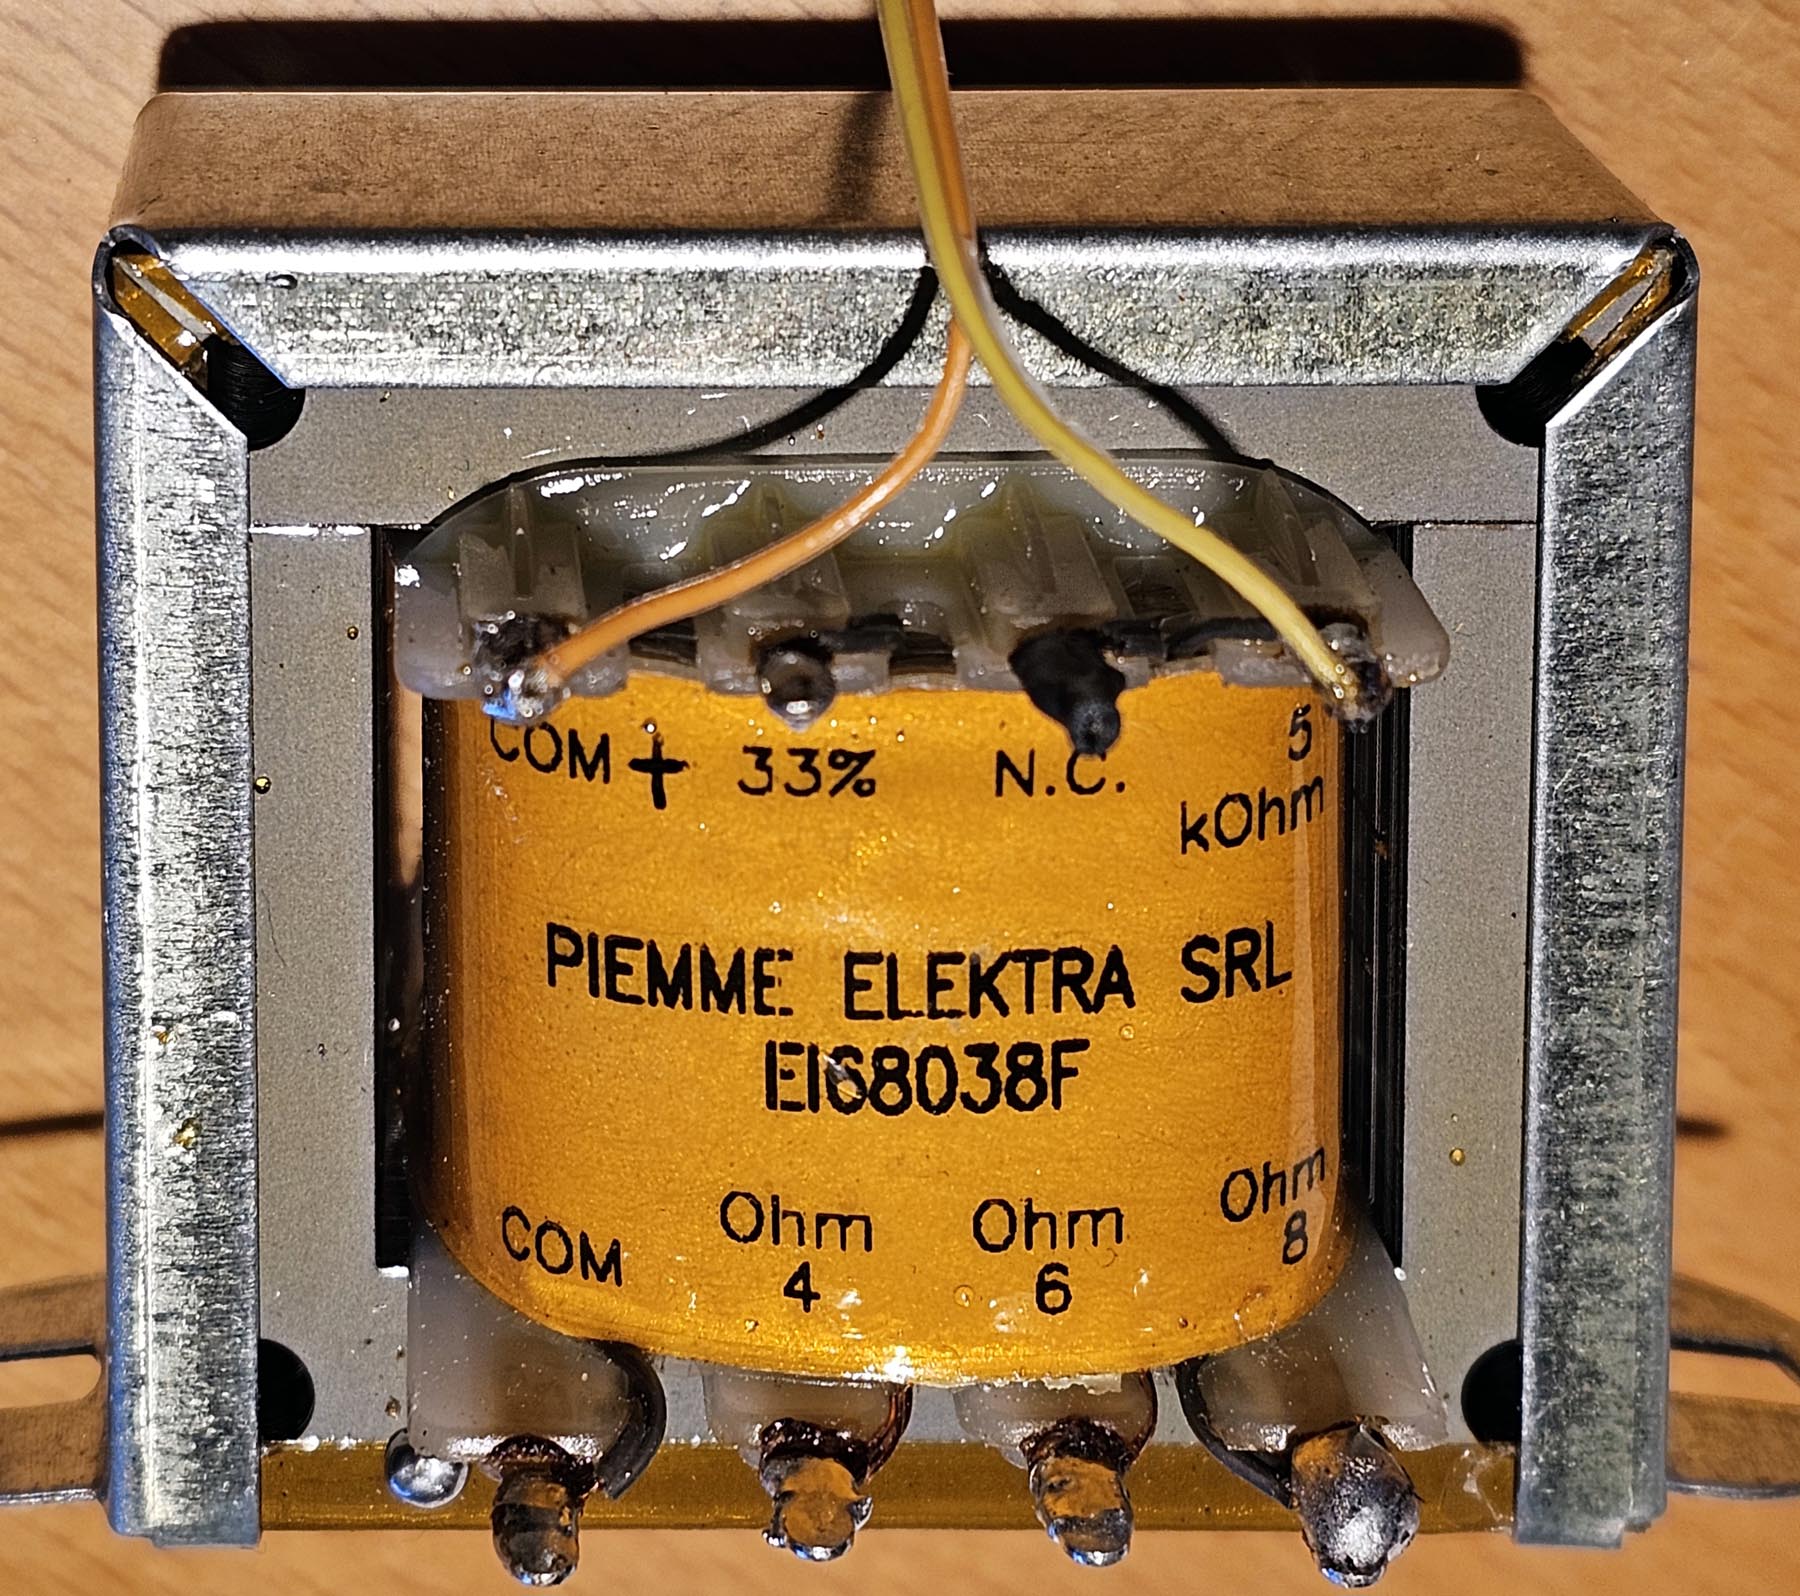 COM + 33% N.C. 5
kOhm
PIEMME ELEKTRA SRL
EI68038F
COM Ohm Ohm Ohm
4 6 8